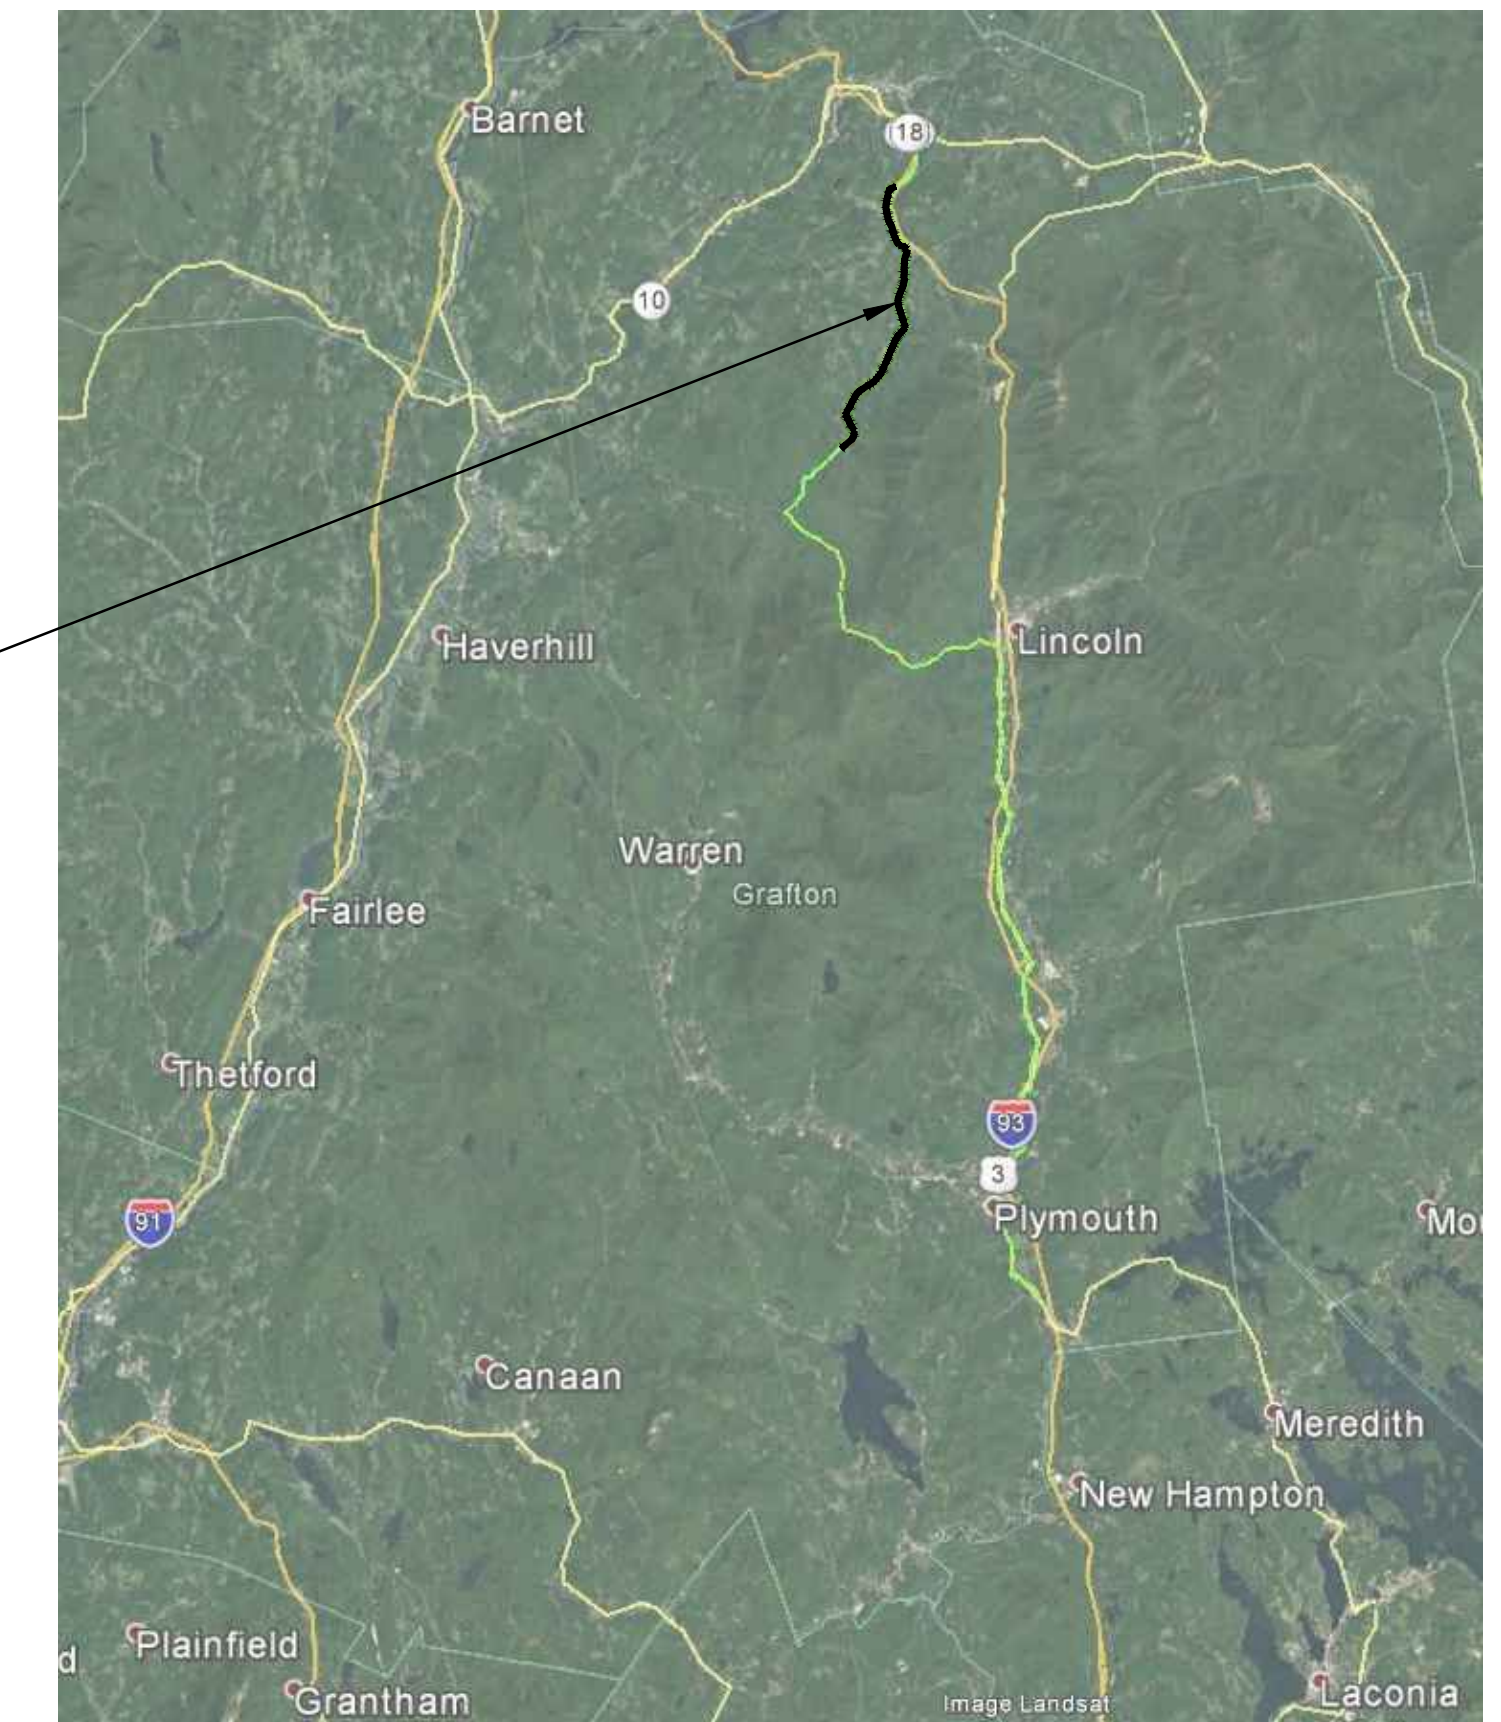 Barnet
18
10
Haverhill
Lincoln
Warren
Grafton
Fairlee
Thetford
93
3
Plymouth
91
Mou
Canaan
Meredith
New Hampton
Plainfield
d
Grantham
Laconia
Image Landsat